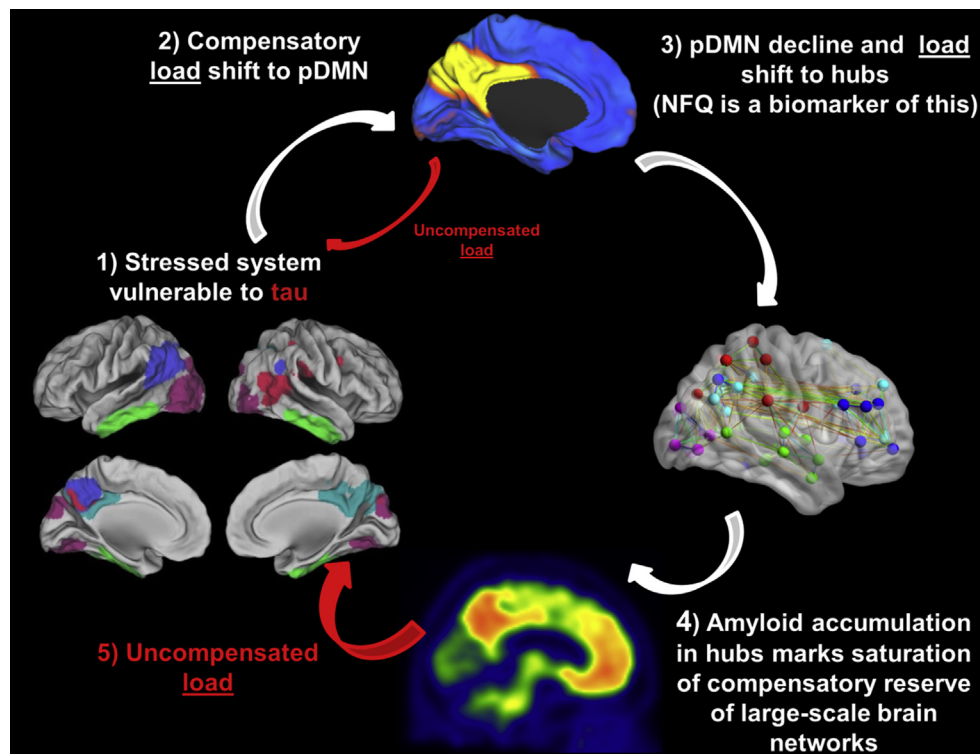 2) Compensatory
load shift to pDMN
3) pDMN decline and load
shift to hubs
(NFQ is a biomarker of this)
Uncompensated
load
1) Stressed system
vulnerable to tau
4) Amyloid accumulation
in hubs marks saturation
of compensatory reserve
of large-scale brain
networks
5) Uncompensated
load